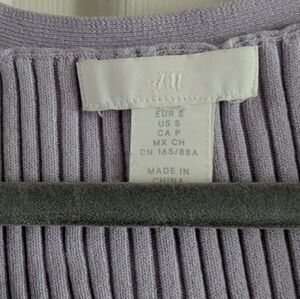 H&M
EUR S
US S
CA P
MX CH
CN 165/88A
MADE IN
CHINA